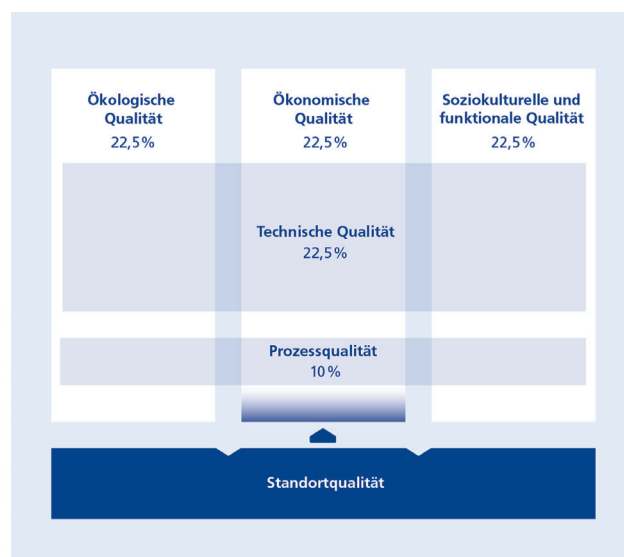 Ökologische
Qualität
22,5 %
Ökonomische
Qualität
22,5 %
Soziokulturelle und
funktionale Qualität
22,5 %
Technische Qualität
22,5 %
Prozessqualität
10 %
Standortqualität